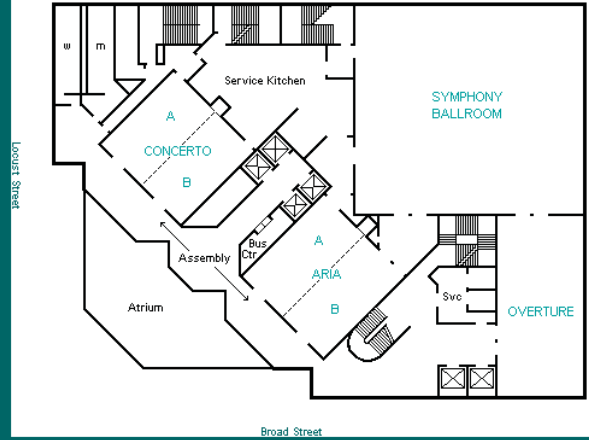 w
m
Service Kitchen
SYMPHONY
BALLROOM
A
CONCERTO
B
Locust Street
Bus
Ctr
Assembly
A
ARIA
B
Atrium
Svc
OVERTURE
Broad Street